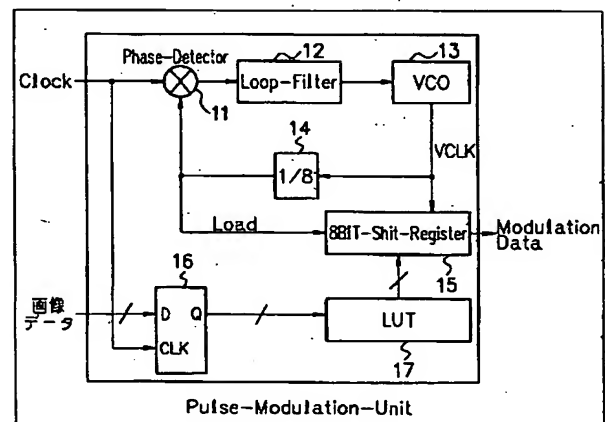 Phase-Detector
12
13
Clock
Loop-Filter
VCO
11
14
VCLK
1/8
Load
8BIT-Shit-Register
Modulation
Data
16
15
画像
データ
D Q
LUT
CLK
17
Pulse-Modulation-Unit